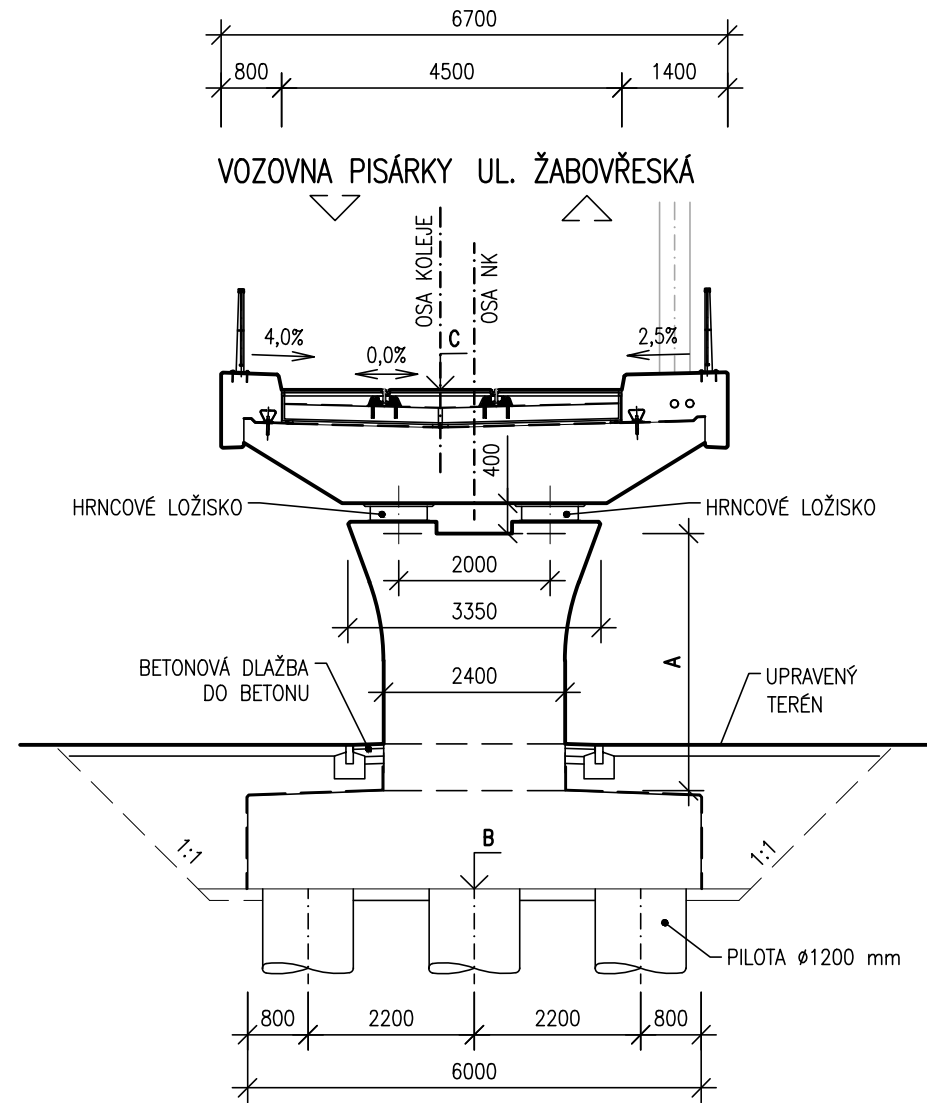 6700
800
4500
1400
VOZOVNA PISÁRKY UL. ŽABOVŘESKÁ
OSA KOLEJE
OSA NK
4,0%
0,0%
C
2,5%
400
HRNCOVÉ LOŽISKO
HRNCOVÉ LOŽISKO
2000
3350
A
BETONOVÁ DLAŽBA
DO BETONU
2400
UPRAVENÝ
TERÉN
1:1
B
1:1
PILOTA Ø1200 mm
800
2200
2200
800
6000